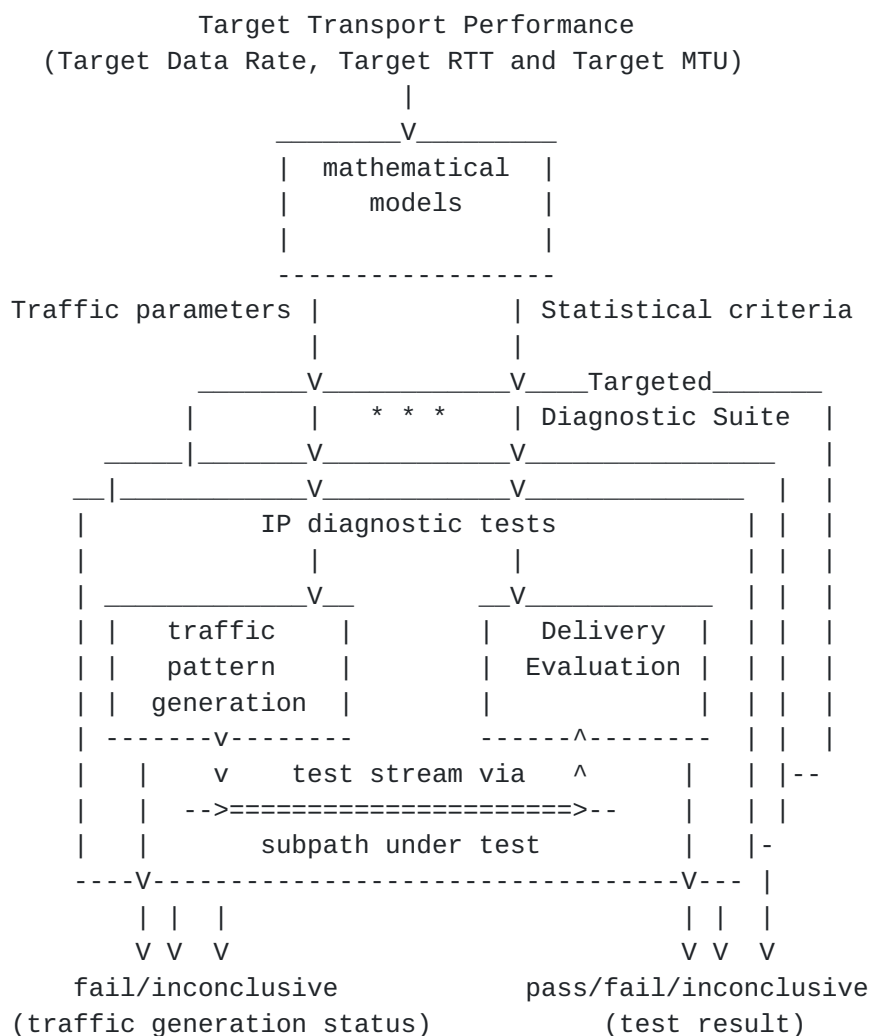 Target Transport Performance
(Target Data Rate, Target RTT and Target MTU)
mathematical
models
Traffic parameters
Statistical criteria
Targeted
* * *
Diagnostic Suite
IP diagnostic tests
traffic
pattern
generation
Delivery
Evaluation
test stream via
subpath under test
fail/inconclusive
(traffic generation status)
pass/fail/inconclusive
(test result)